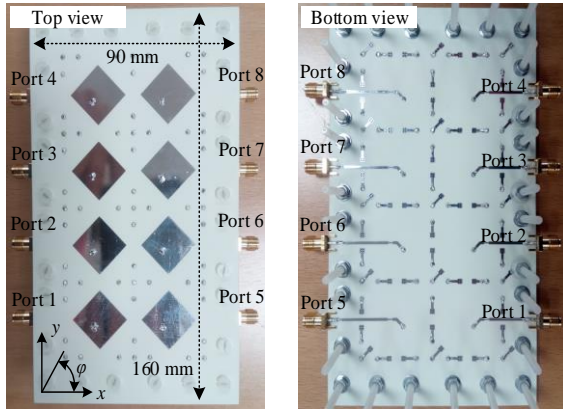 Top view
90 mm
Port 4
Port 8
Port 3
Port 7
Port 2
Port 6
Port 1
Port 5
y
φ
x
160 mm
Bottom view
Port 8
Port 4
Port 7
Port 3
Port 6
Port 2
Port 5
Port 1